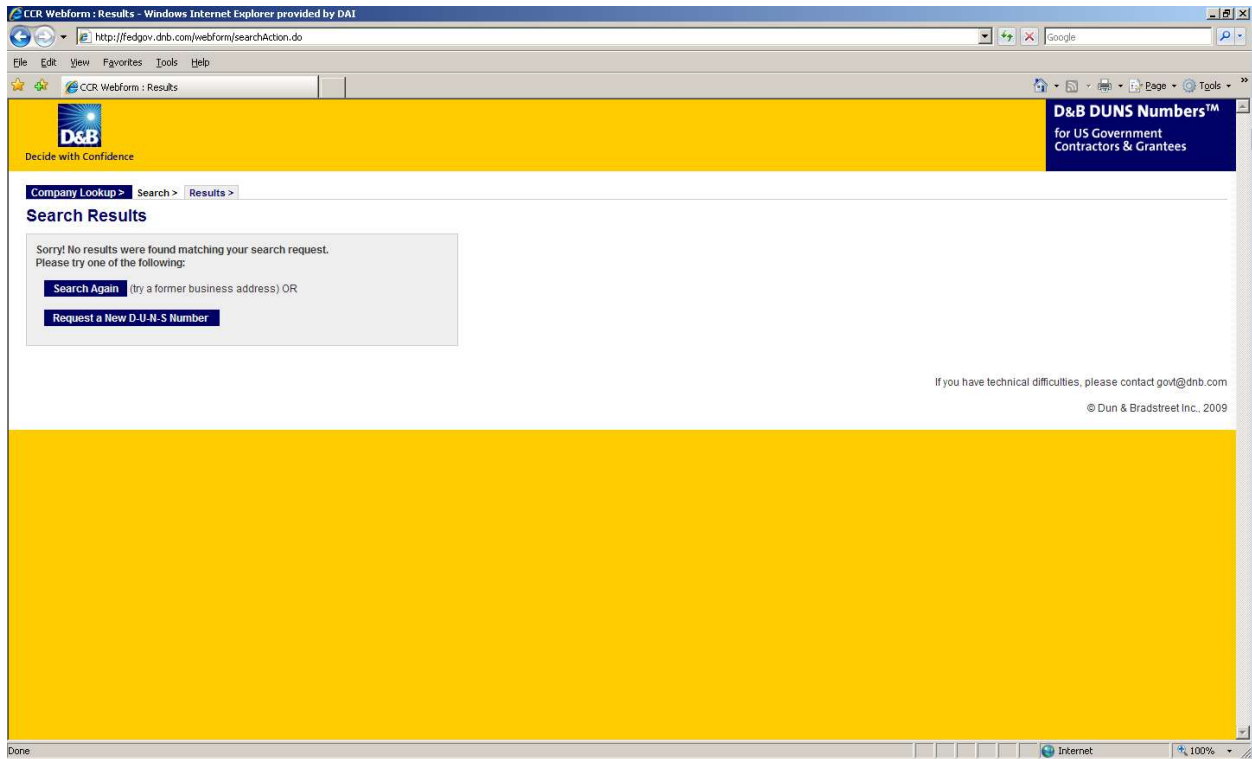 CCR Webform : Results - Windows Internet Explorer provided by DAI
http://fedgov.dnb.com/webform/searchAction.do
Google
File Edit View Favorites Tools Help
CCR Webform : Results
Page Tools »
D&B
Decide with Confidence
D&B DUNS Numbers™
for US Government
Contractors & Grantees
Company Lookup > Search > Results >
Search Results
Sorry! No results were found matching your search request.
Please try one of the following:
Search Again (try a former business address) OR
Request a New D-U-N-S Number
If you have technical difficulties, please contact govt@dnb.com
© Dun & Bradstreet Inc., 2009
Done
Internet
100%